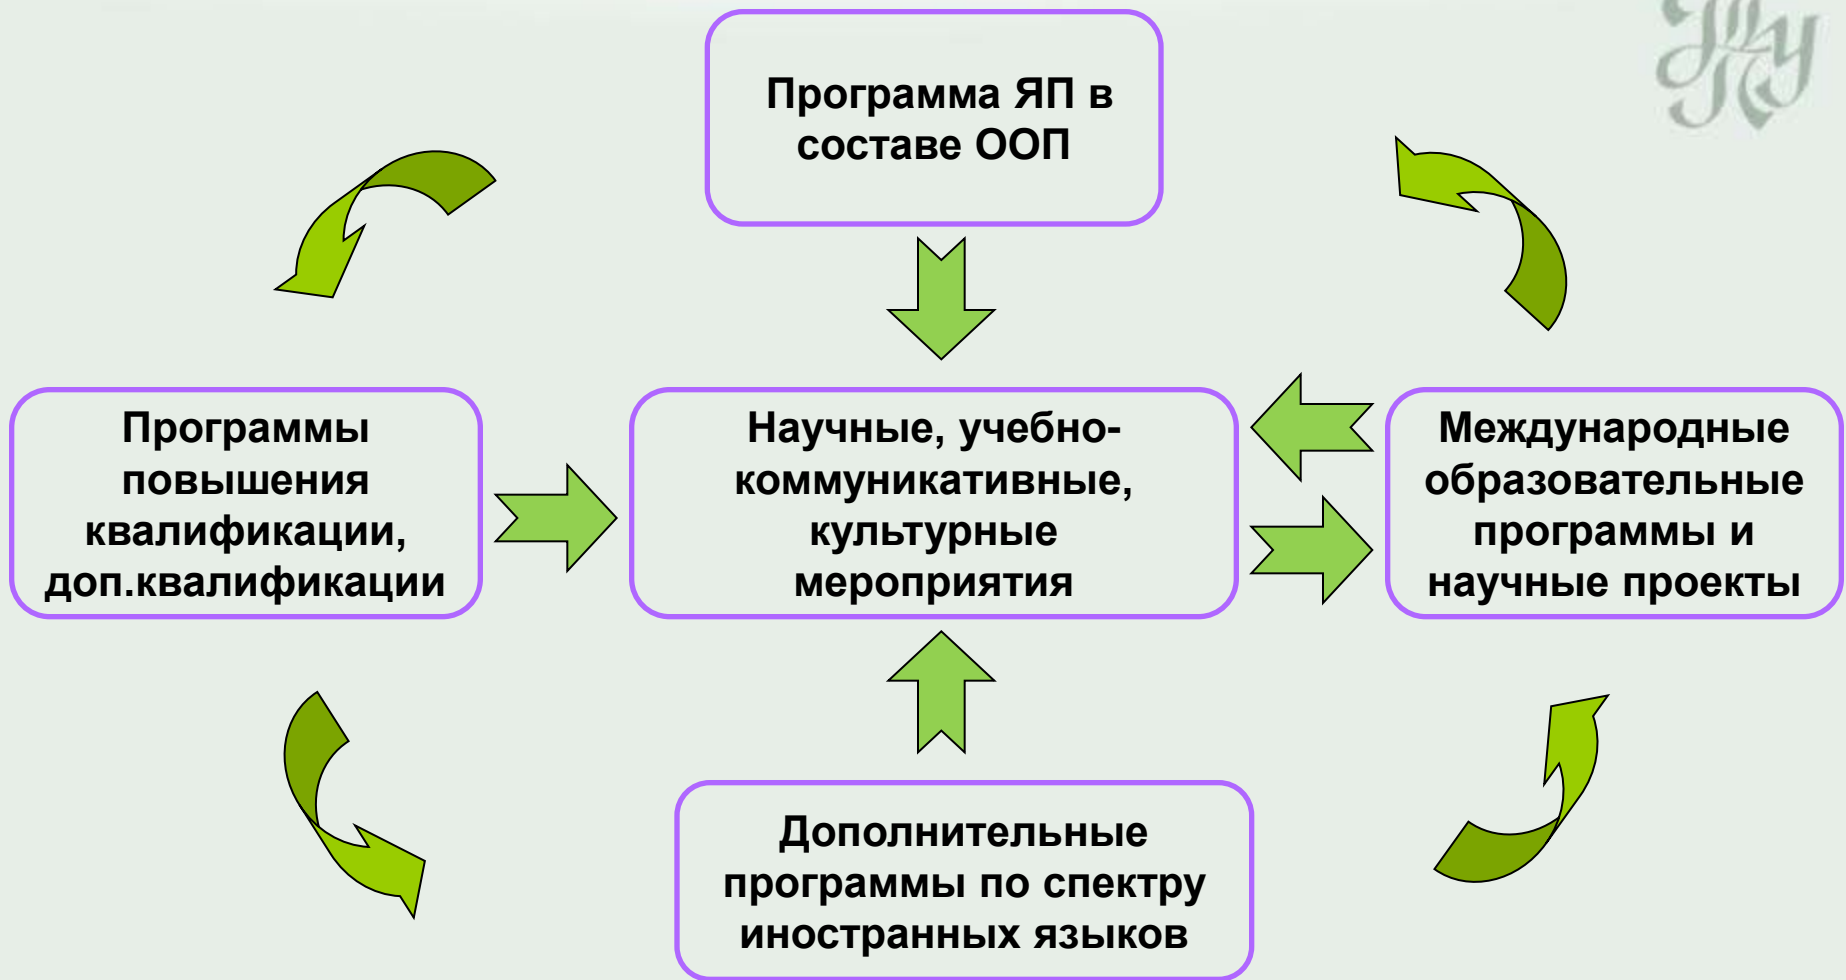 Программа ЯП в
составе ООП
Программы
повышения
квалификации,
доп.квалификации
Научные, учебно-
коммуникативные,
культурные
мероприятия
Международные
образовательные
программы и
научные проекты
Дополнительные
программы по спектру
иностранных языков